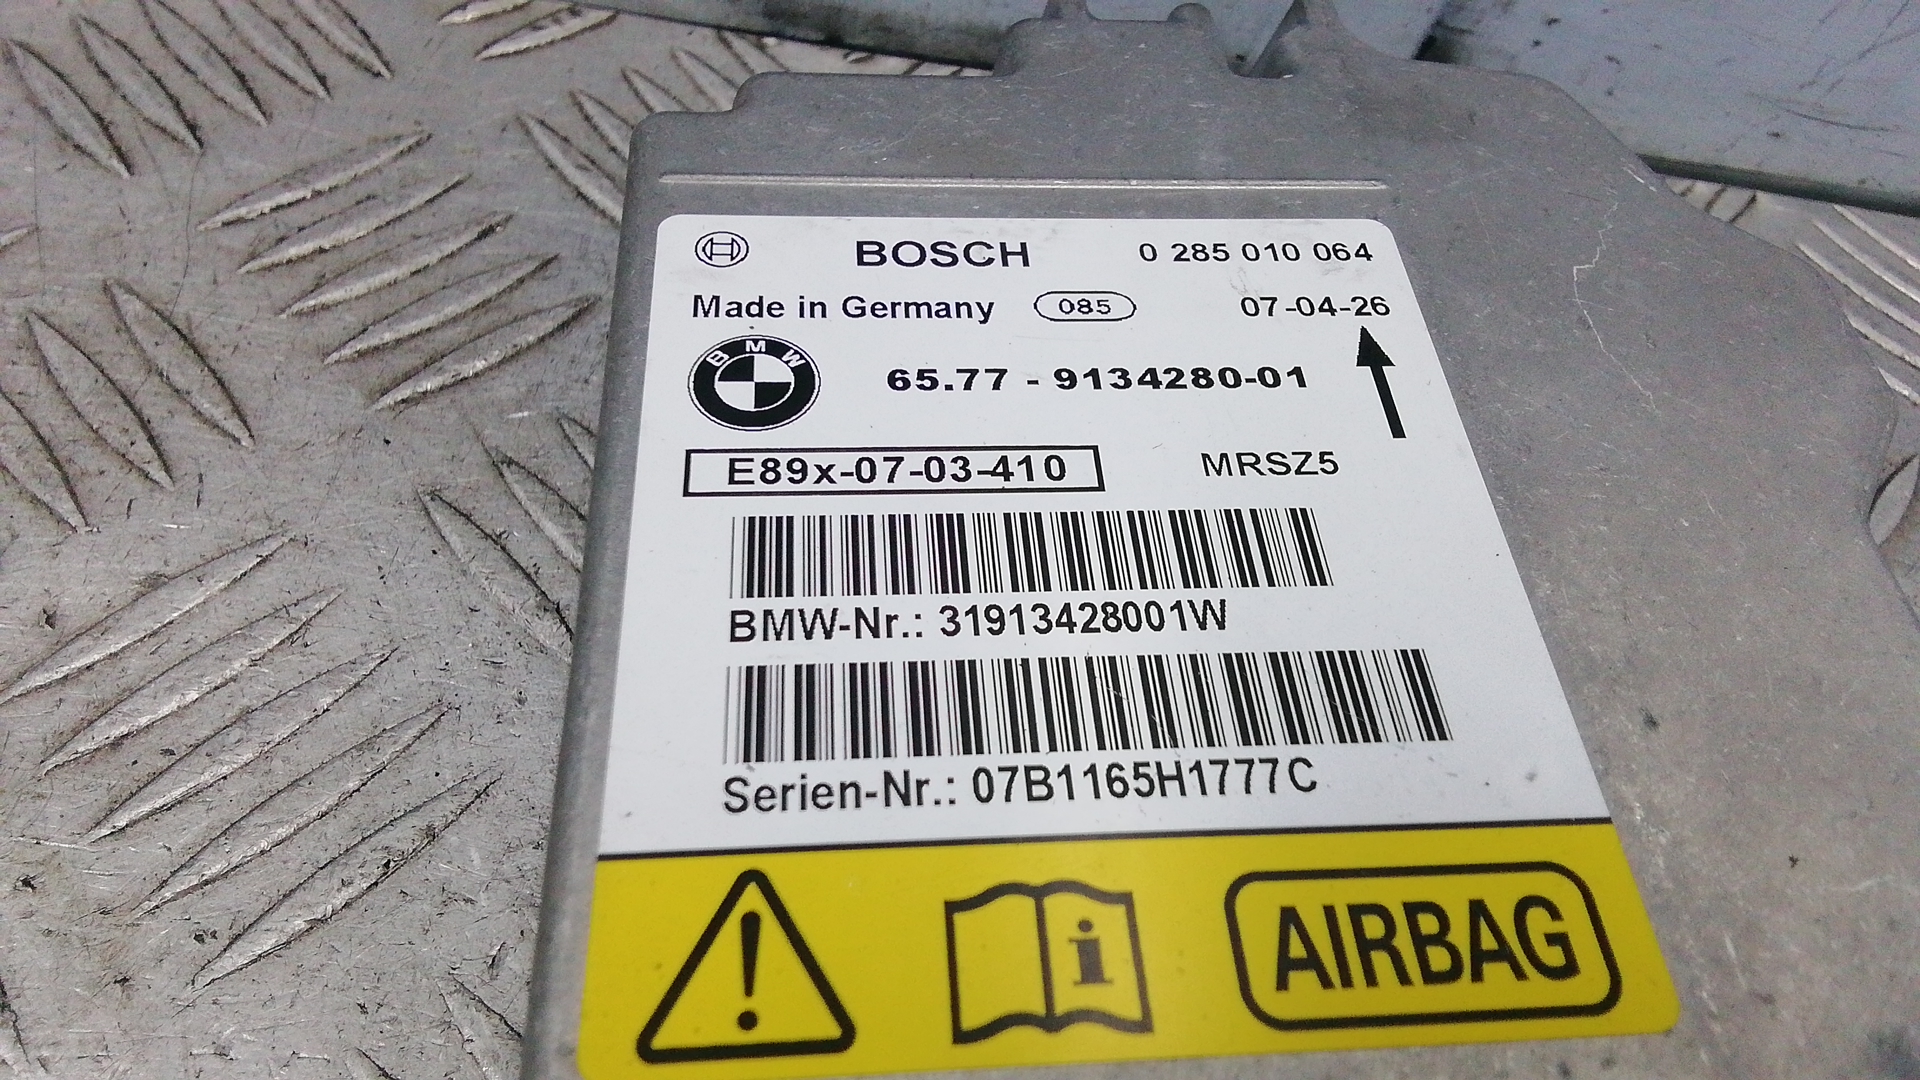 BOSCH 0 285 010 064
Made in Germany 085 07-04-26
BMW 65.77 - 9134280-01
E89x-07-03-410 MRSZ5
BMW-Nr.: 31913428001W
Serien-Nr.: 07B1165H1777C
! i AIRBAG